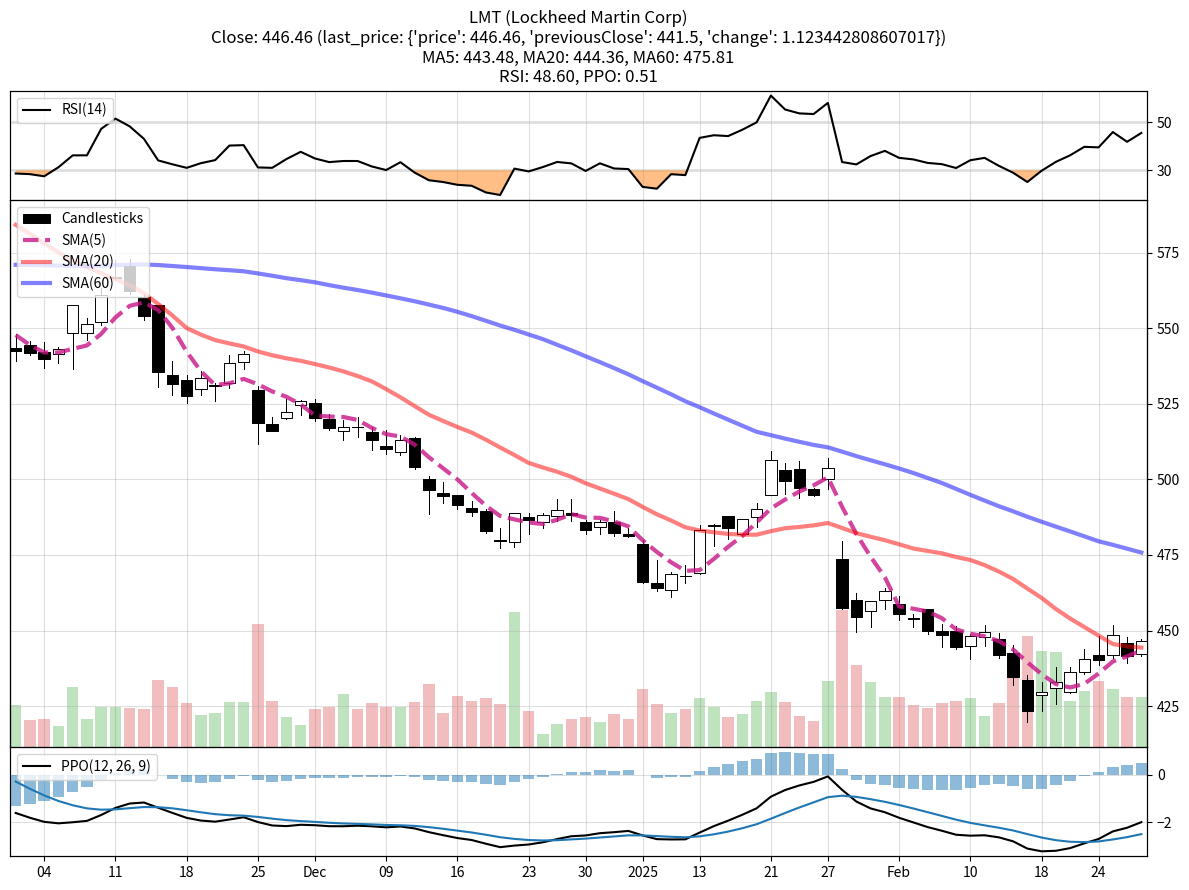 LMT (Lockheed Martin Corp)
Close: 446.46 (last_price: {'price': 446.46, 'previousClose': 441.5, 'change': 1.123442808607017})
MA5: 443.48, MA20: 444.36, MA60: 475.81
RSI: 48.60, PPO: 0.51
RSI(14)
50
30
Candlesticks
SMA(5)
SMA(20)
SMA(60)
575
550
525
500
475
450
425
PPO(12, 26, 9)
0
−2
04 11 18 25 Dec 09 16 23 30 2025 13 21 27 Feb 10 18 24